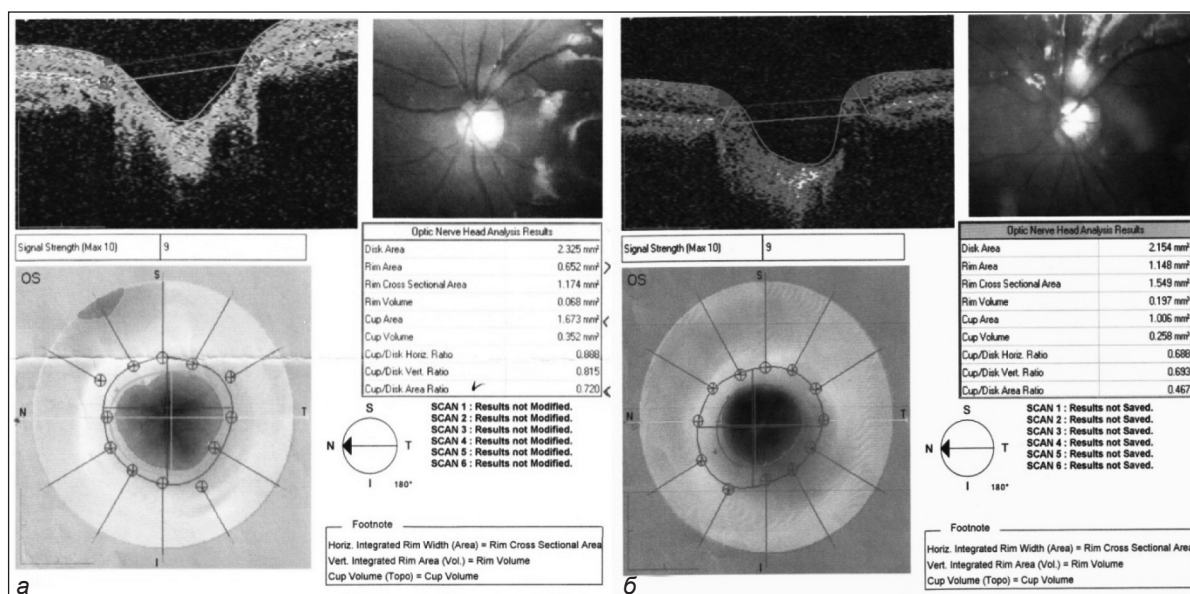 Signal Strength (Max 10) 9
Optic Nerve Head Analysis Results
Disk Area 2.325 mm²
Rim Area 0.652 mm²
Rim Cross Sectional Area 1.174 mm²
Rim Volume 0.068 mm³
Cup Area 1.673 mm²
Cup Volume 0.352 mm³
Cup/Disk Horiz. Ratio 0.888
Cup/Disk Vert. Ratio 0.815
Cup/Disk Area Ratio 0.720
OS
S
N
T
I
SCAN 1 : Results not Modified.
SCAN 2 : Results not Modified.
SCAN 3 : Results not Modified.
SCAN 4 : Results not Modified.
SCAN 5 : Results not Modified.
SCAN 6 : Results not Modified.
S
N T
I 180°
Footnote
Horiz. Integrated Rim Width (Area) = Rim Cross Sectional Area
Vert. Integrated Rim Area (Vol.) = Rim Volume
Cup Volume (Topo) = Cup Volume
а
Signal Strength (Max 10) 9
Optic Nerve Head Analysis Results
Disk Area 2.154 mm²
Rim Area 1.148 mm²
Rim Cross Sectional Area 1.549 mm²
Rim Volume 0.197 mm³
Cup Area 1.006 mm²
Cup Volume 0.258 mm³
Cup/Disk Horiz. Ratio 0.688
Cup/Disk Vert. Ratio 0.693
Cup/Disk Area Ratio 0.467
OS
S
N
T
I
SCAN 1 : Results not Saved.
SCAN 2 : Results not Saved.
SCAN 3 : Results not Saved.
SCAN 4 : Results not Saved.
SCAN 5 : Results not Saved.
SCAN 6 : Results not Saved.
S
N T
I 180°
Footnote
Horiz. Integrated Rim Width (Area) = Rim Cross Sectional Area
Vert. Integrated Rim Area (Vol.) = Rim Volume
Cup Volume (Topo) = Cup Volume
б